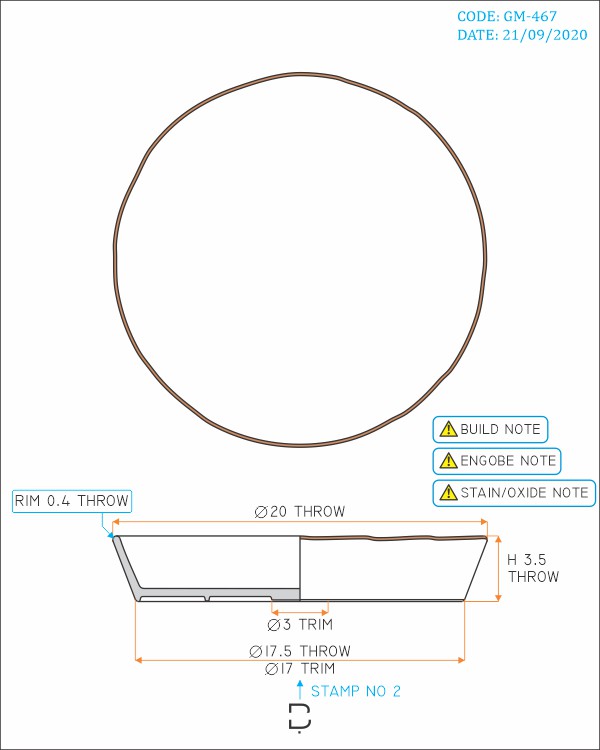 CODE: GM-467
DATE: 21/09/2020
BUILD NOTE
ENGOBE NOTE
STAIN/OXIDE NOTE
RIM 0.4 THROW
Ø20 THROW
H 3.5
THROW
Ø3 TRIM
Ø17.5 THROW
Ø17 TRIM
STAMP NO 2